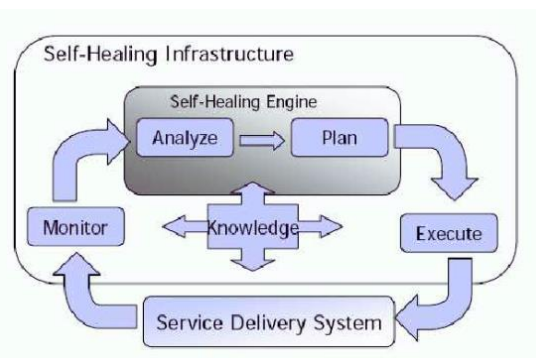 Self-Healing Infrastructure
Self-Healing Engine
Analyze
Plan
Monitor
Knowledge
Execute
Service Delivery System